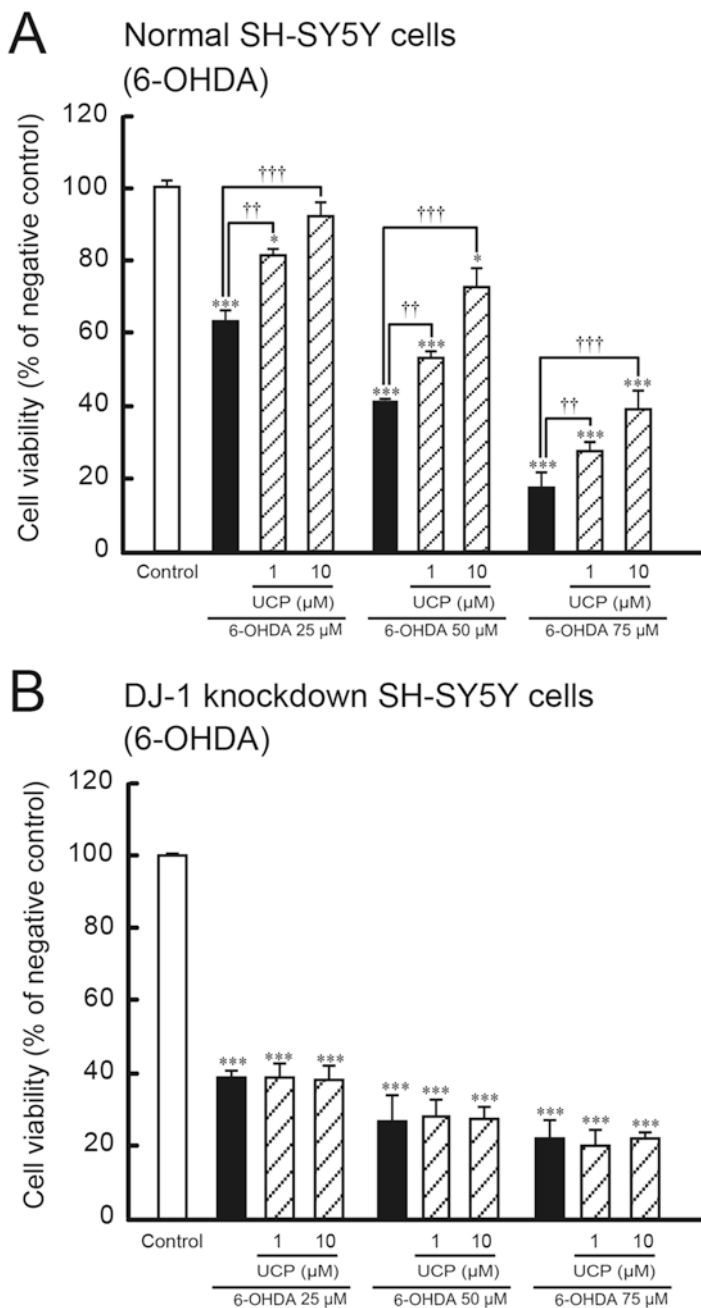 A
Normal SH-SY5Y cells
(6-OHDA)
Cell viability (% of negative control)
120
100
80
60
40
20
0
†††
††
*
***
†††
††
*
***
***
†††
††
***
***
***
Control
1 10 1 10 1 10
UCP (µM) UCP (µM) UCP (µM)
6-OHDA 25 µM 6-OHDA 50 µM 6-OHDA 75 µM
B
DJ-1 knockdown SH-SY5Y cells
(6-OHDA)
Cell viability (% of negative control)
120
100
80
60
40
20
0
*** *** ***
*** *** ***
*** *** ***
Control
1 10 1 10 1 10
UCP (µM) UCP (µM) UCP (µM)
6-OHDA 25 µM 6-OHDA 50 µM 6-OHDA 75 µM